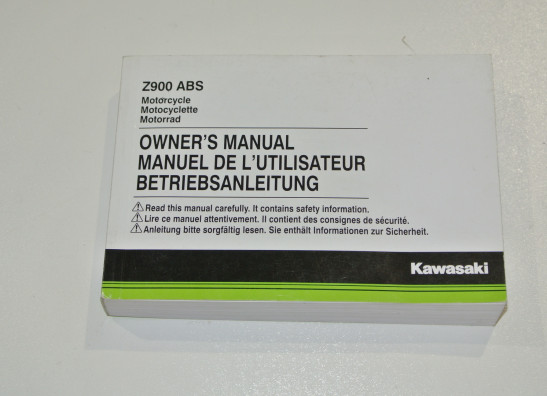 Z900 ABS
Motorcycle
Motocyclette
Motorrad
OWNER'S MANUAL
MANUEL DE L'UTILISATEUR
BETRIEBSANLEITUNG
⚠ Read this manual carefully. It contains safety information.
⚠ Lire ce manuel attentivement. Il contient des consignes de sécurité.
⚠ Anleitung bitte sorgfältig lesen. Sie enthält Informationen zur Sicherheit.
Kawasaki